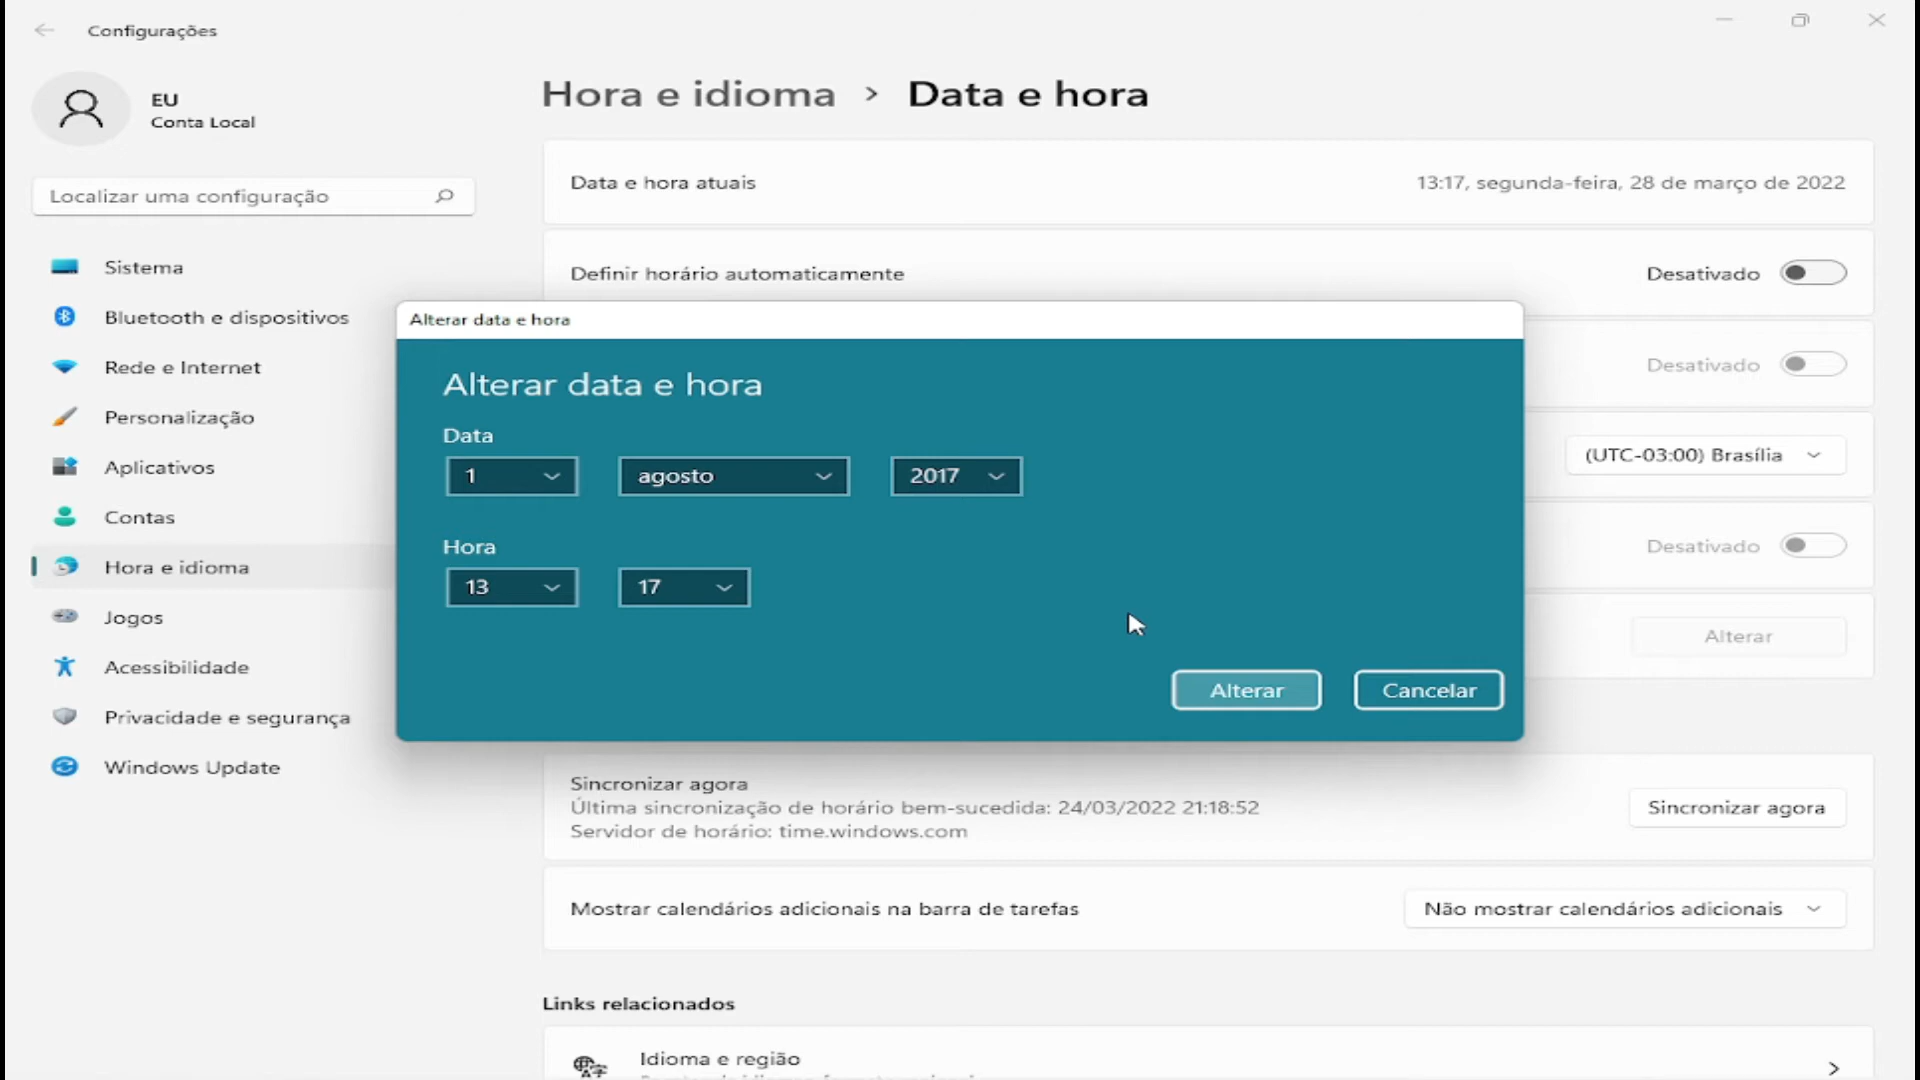 Configurações
EU
Conta Local
Localizar uma configuração
Sistema
Bluetooth e dispositivos
Rede e Internet
Personalização
Aplicativos
Contas
Hora e idioma
Jogos
Acessibilidade
Privacidade e segurança
Windows Update
Hora e idioma > Data e hora
Data e hora atuais
13:17, segunda-feira, 28 de março de 2022
Definir horário automaticamente
Desativado
Desativado
(UTC-03:00) Brasília
Desativado
Alterar
Alterar data e hora
Alterar data e hora
Data
1 agosto 2017
Hora
13 17
Alterar Cancelar
Sincronizar agora
Última sincronização de horário bem-sucedida: 24/03/2022 21:18:52
Servidor de horário: time.windows.com
Sincronizar agora
Mostrar calendários adicionais na barra de tarefas
Não mostrar calendários adicionais
Links relacionados
Idioma e região